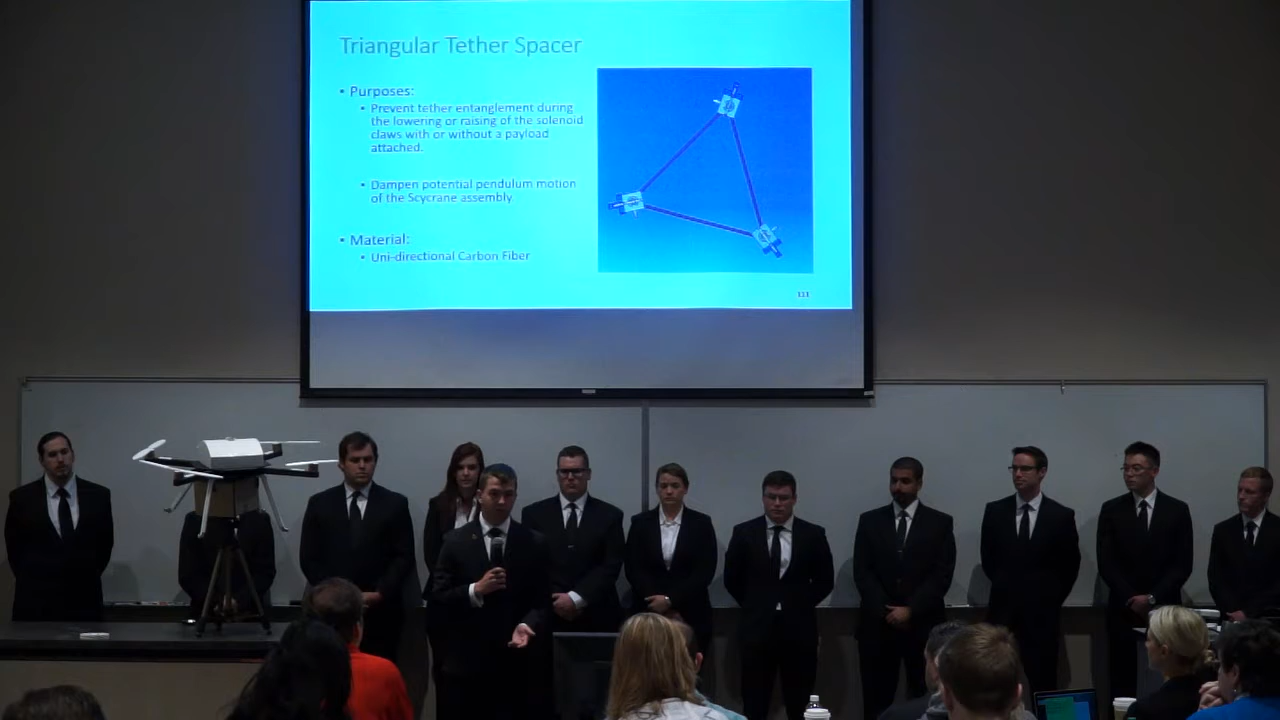 Triangular Tether Spacer
• Purposes:
• Prevent tether entanglement during
the lowering or raising of the solenoid
claws with or without a payload
attached.
• Dampen potential pendulum motion
of the Scycrane assembly.
• Material:
• Uni-directional Carbon Fiber
111